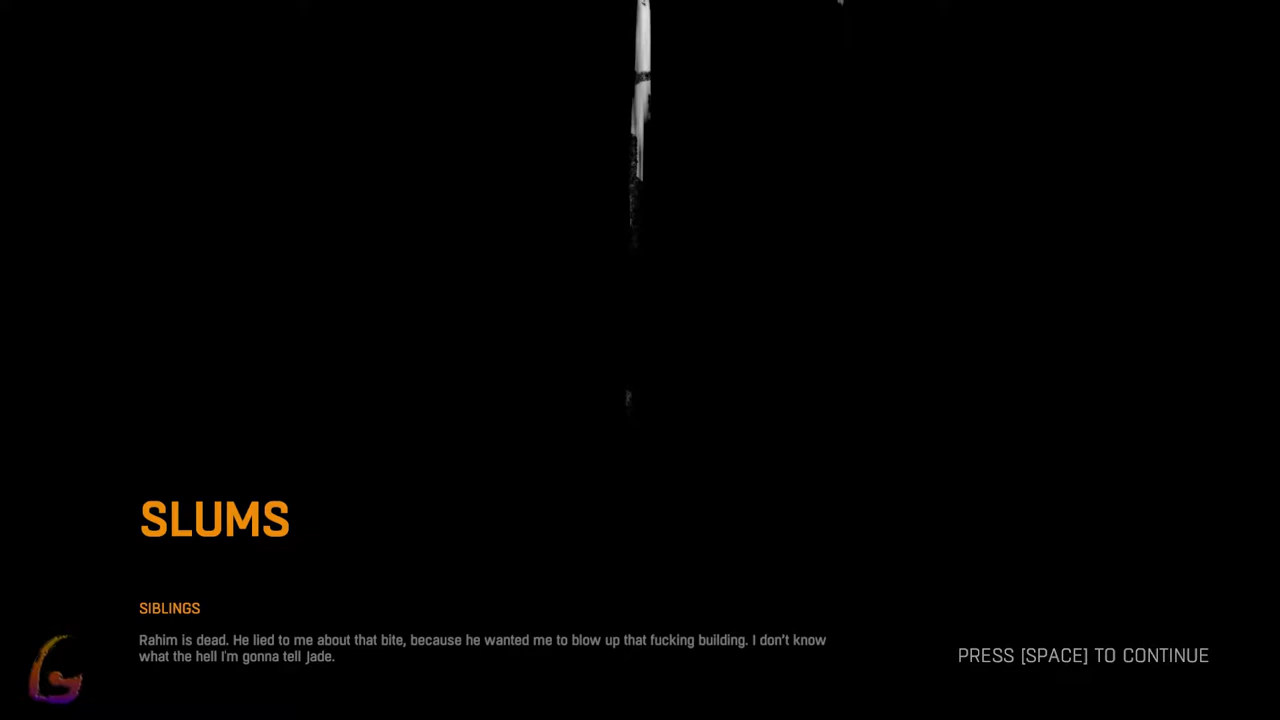 SLUMS
SIBLINGS
Rahim is dead. He lied to me about that bite, because he wanted me to blow up that fucking building. I don't know
what the hell I'm gonna tell Jade.
PRESS [SPACE] TO CONTINUE